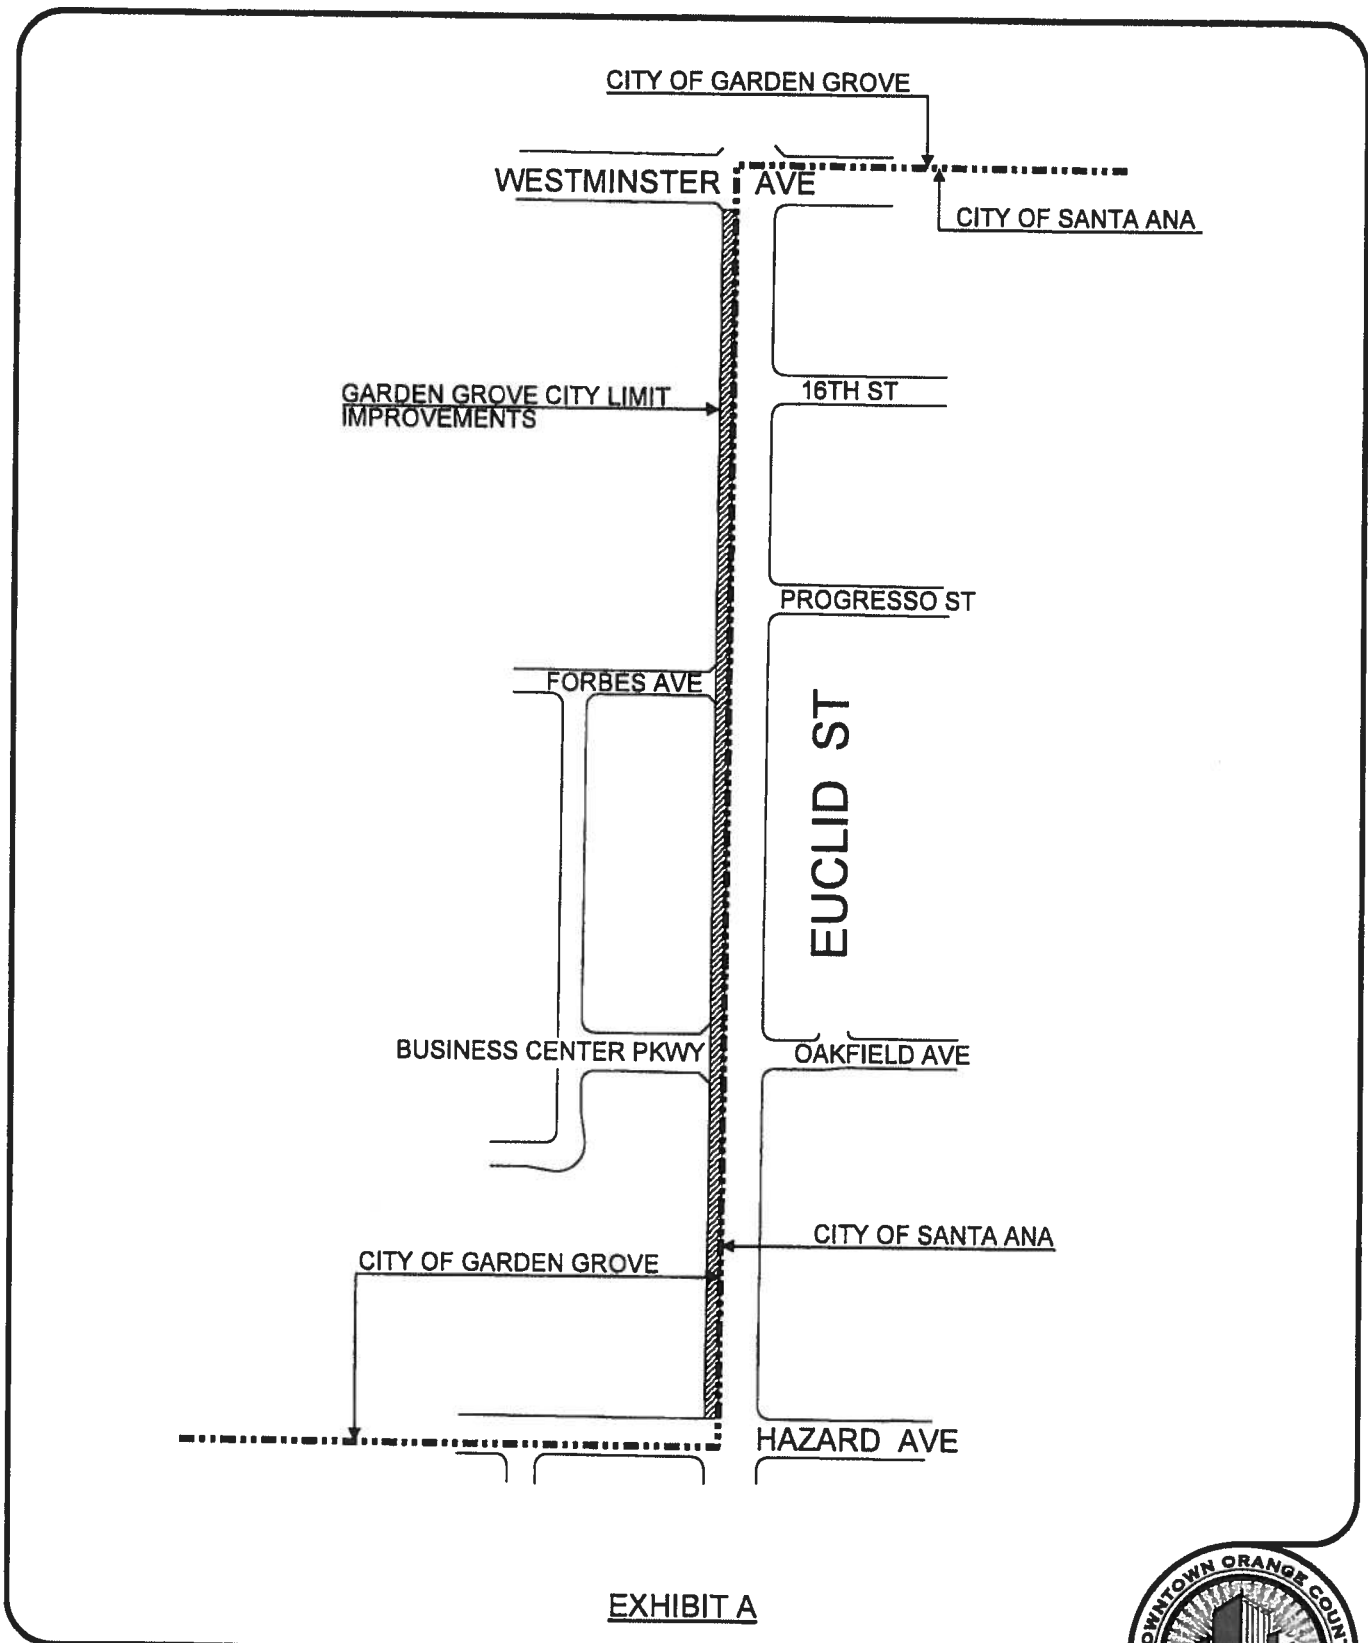 CITY OF GARDEN GROVE
WESTMINSTER AVE
CITY OF SANTA ANA
GARDEN GROVE CITY LIMIT
IMPROVEMENTS
16TH ST
PROGRESSO ST
FORBES AVE
EUCLID ST
BUSINESS CENTER PKWY
OAKFIELD AVE
CITY OF SANTA ANA
CITY OF GARDEN GROVE
HAZARD AVE
EXHIBIT A
ORANGE